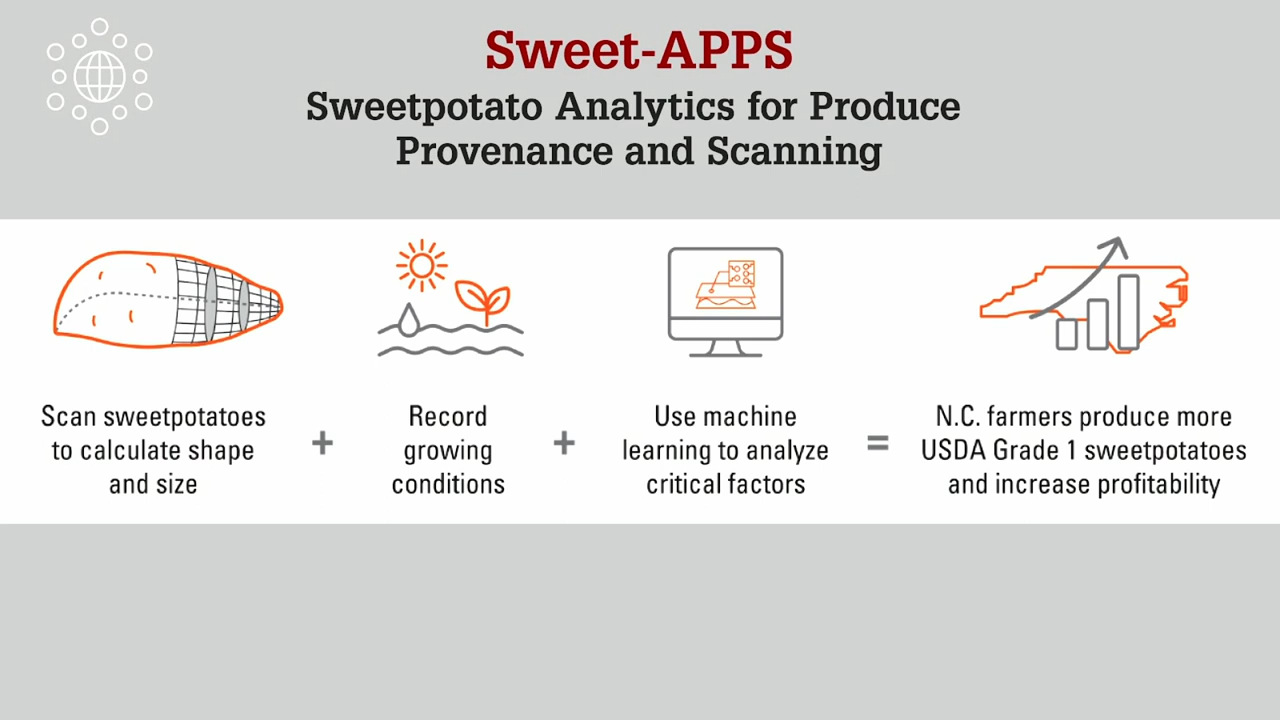 Sweet-APPS
Sweetpotato Analytics for Produce
Provenance and Scanning
Scan sweetpotatoes
to calculate shape
and size
+
Record
growing
conditions
+
Use machine
learning to analyze
critical factors
=
N.C. farmers produce more
USDA Grade 1 sweetpotatoes
and increase profitability